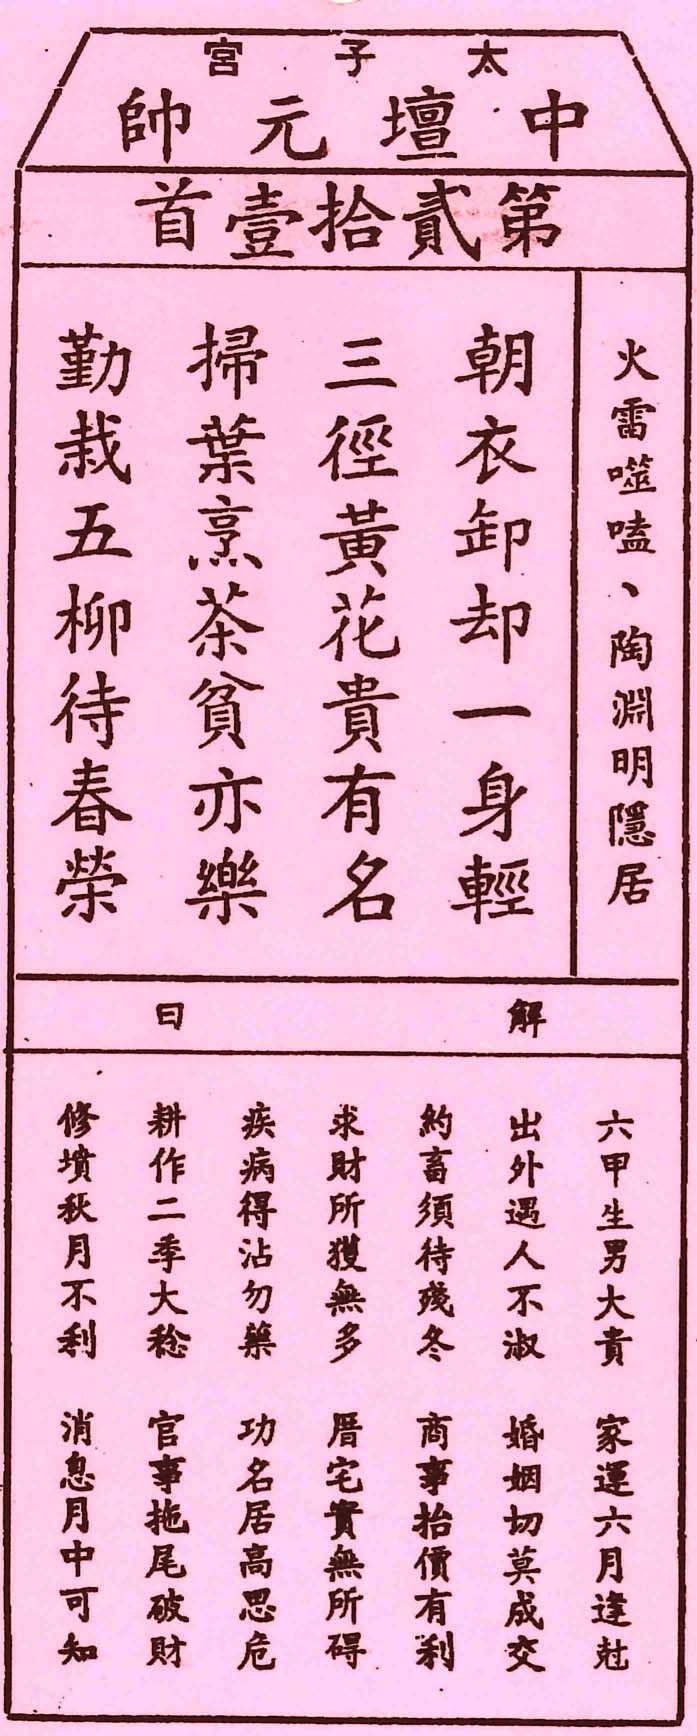 太子宮
中壇元帥
第貳拾壹首
火雷噬嗑、陶淵明隱居
朝衣卸却一身輕
三徑黃花貴有名
掃葉烹茶貧亦樂
勤栽五柳待春榮
解曰
六甲生男大貴 家運六月逢尅
出外遇人不淑 婚姻切莫成交
約畜須待殘冬 商事抬價有利
求財所獲無多 厝宅實無所碍
疾病得沾勿藥 功名居高思危
耕作二季大稔 官事拖尾破財
修墳秋月不利 消息月中可知